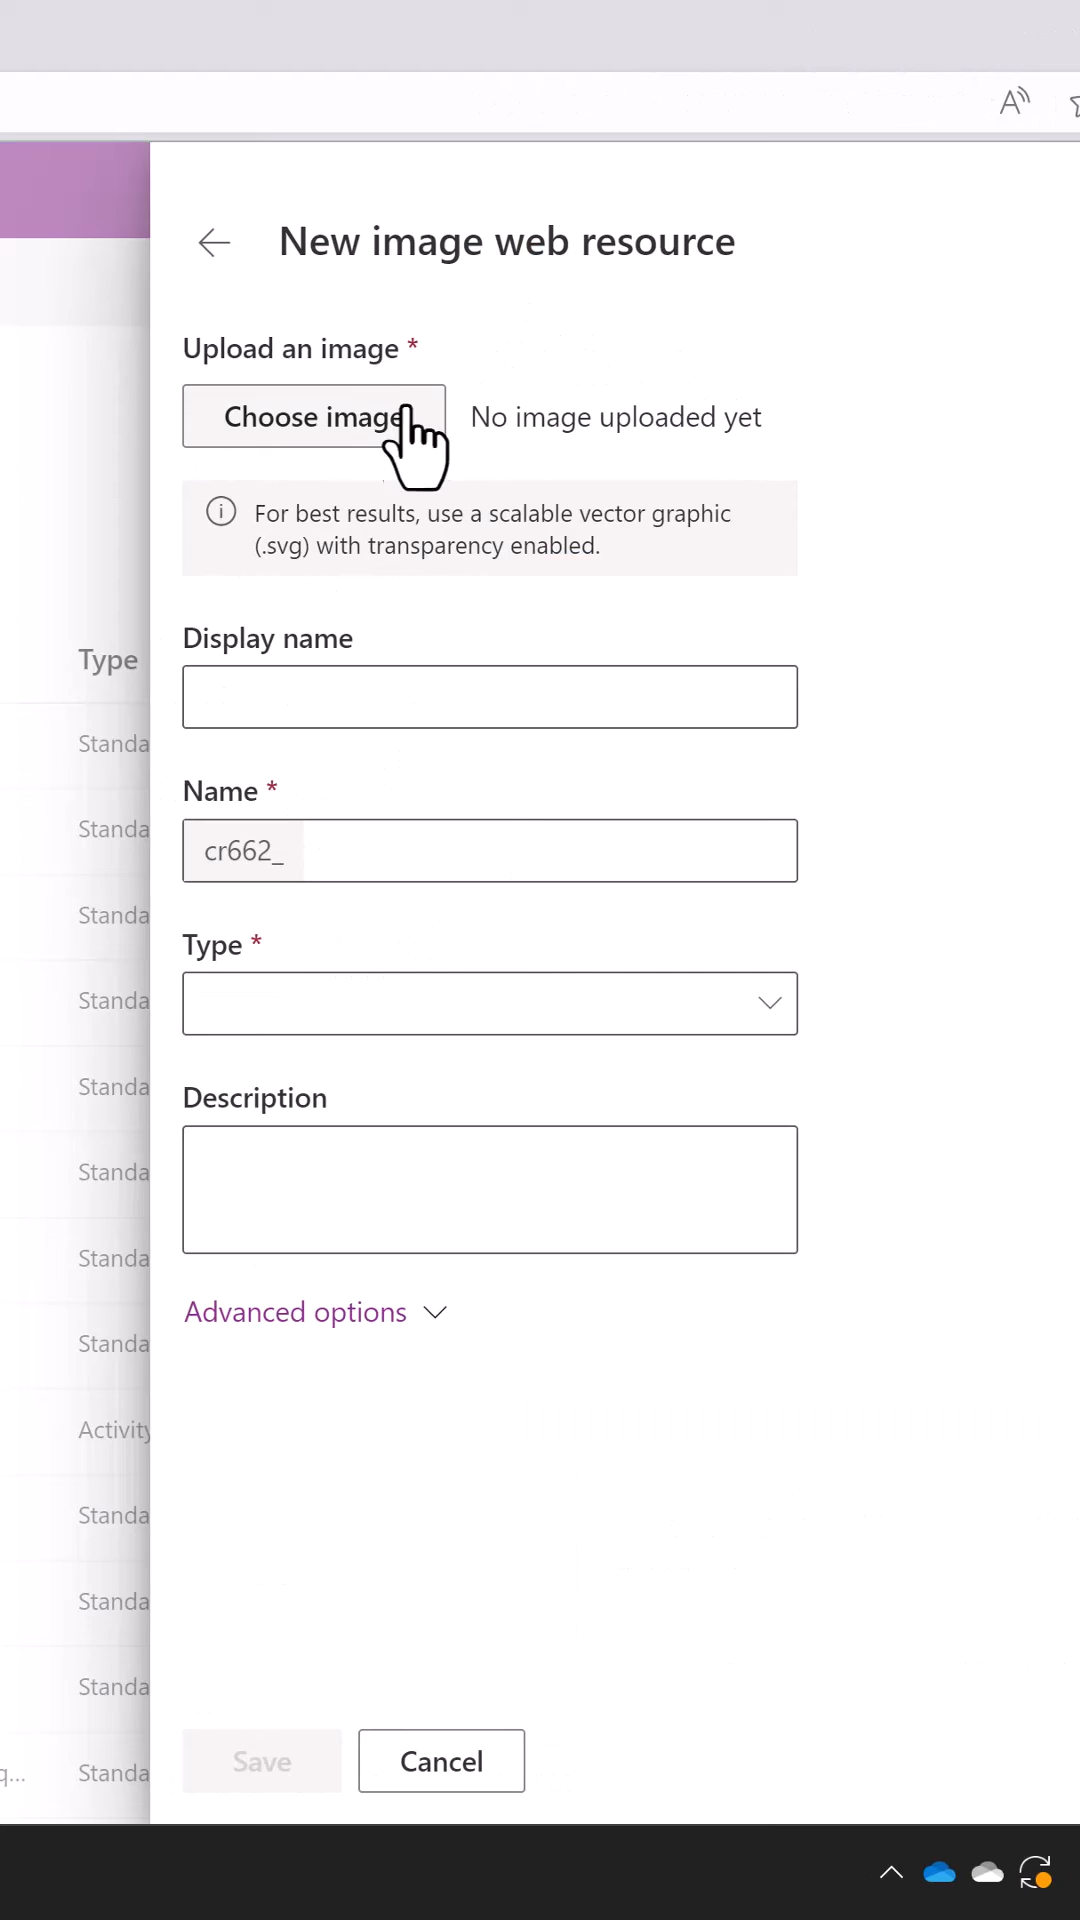 New image web resource
Upload an image *
Choose image
No image uploaded yet
For best results, use a scalable vector graphic
(.svg) with transparency enabled.
Display name
Name *
cr662_
Type *
Description
Advanced options
Save
Cancel
Type
Standa
Standa
Standa
Standa
Standa
Standa
Standa
Standa
Activity
Standa
Standa
Standa
q...
Standa